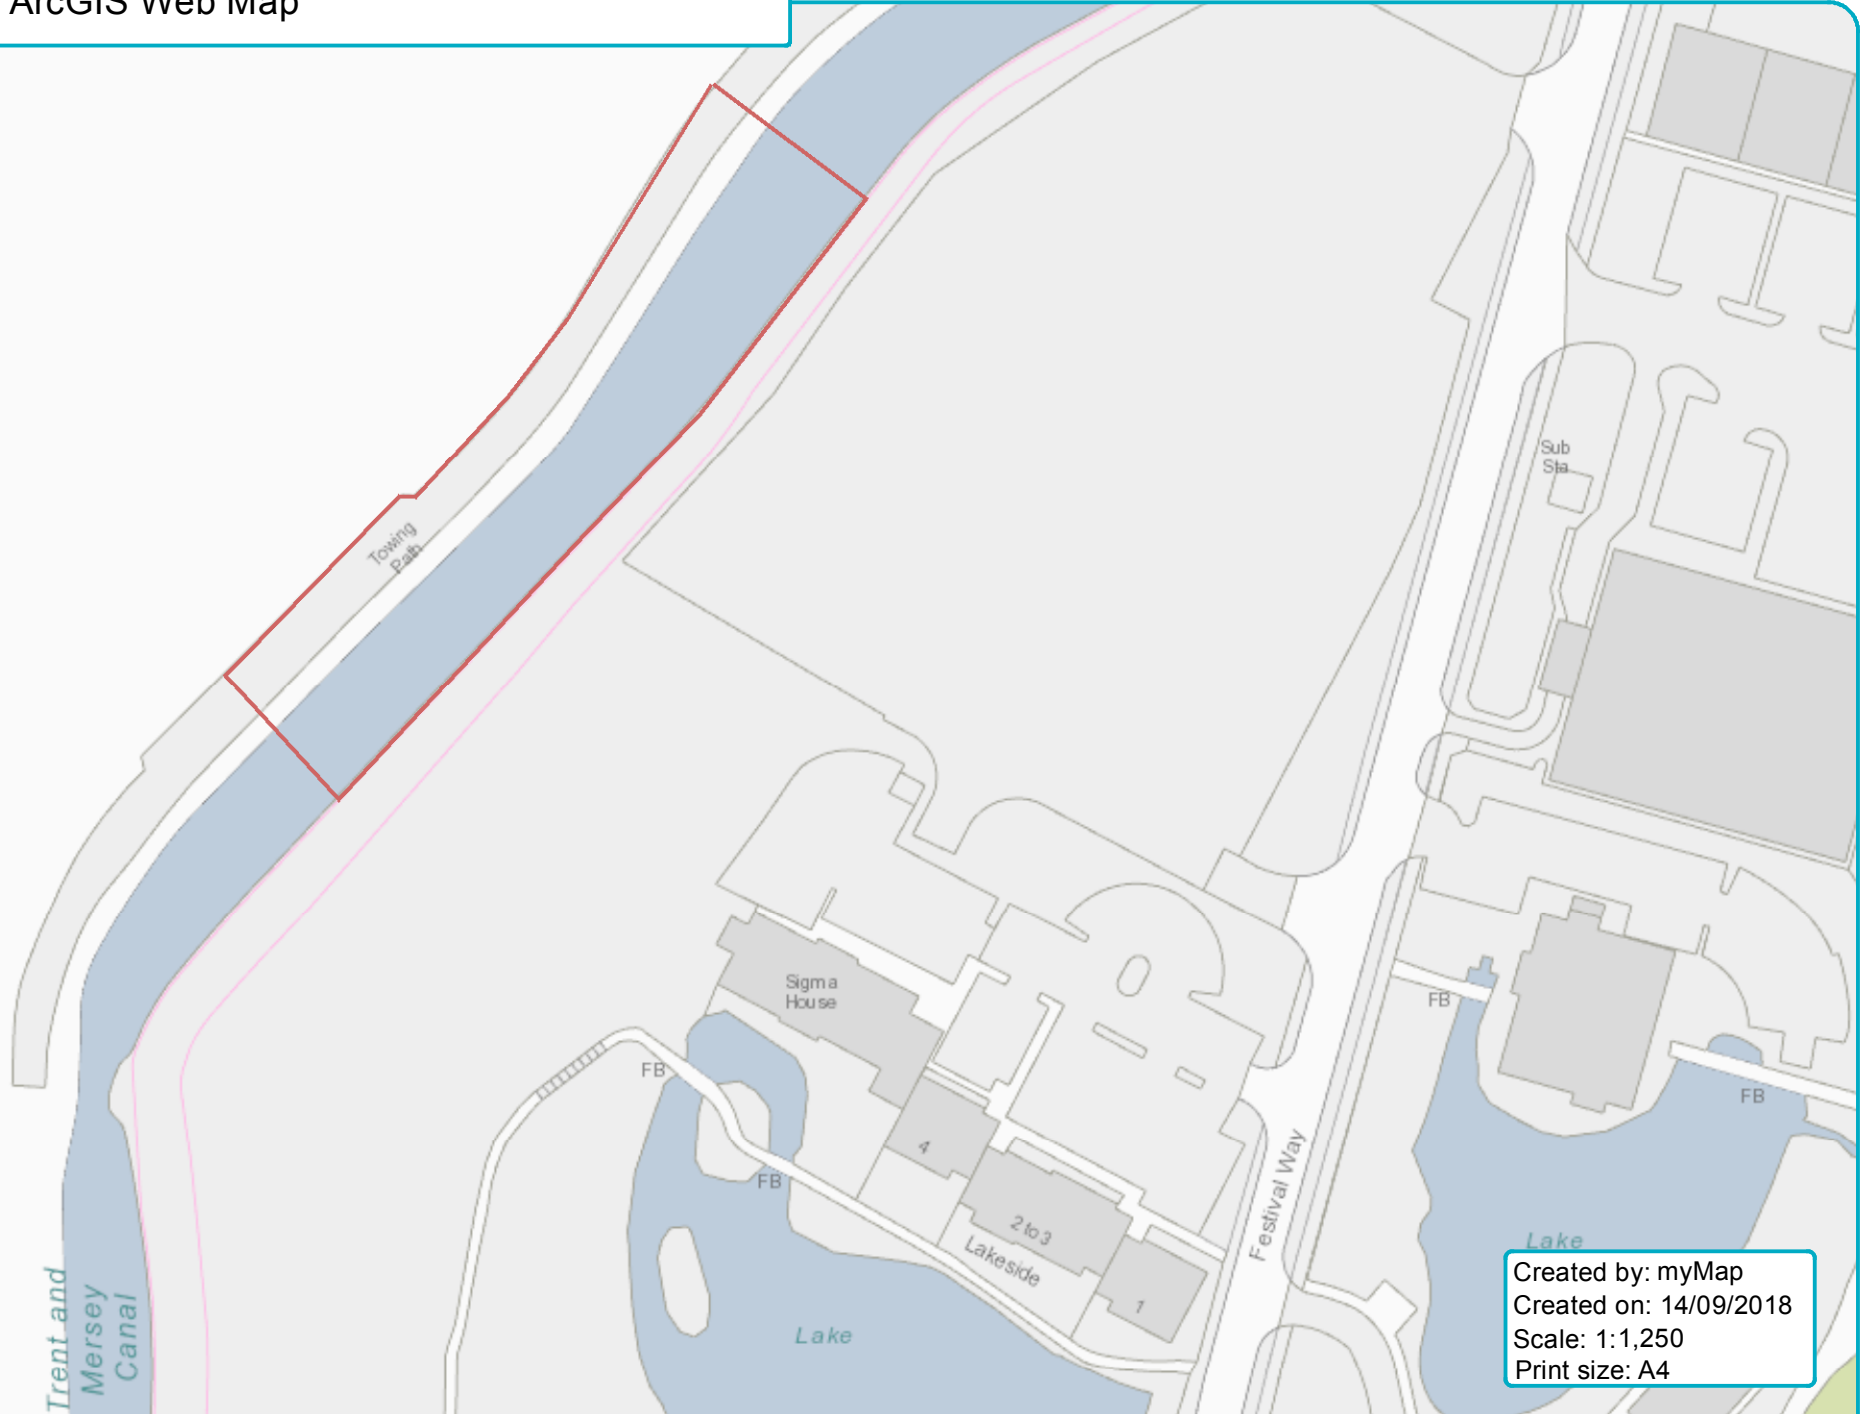 ArcGIS Web Map
Sub
Sta
Towing
Path
Sigma
House
FB
FB
FB
FB
4
2 to 3
Lakeside
1
Festival Way
Lake
Lake
Trent and
Mersey
Canal
Created by: myMap
Created on: 14/09/2018
Scale: 1:1,250
Print size: A4